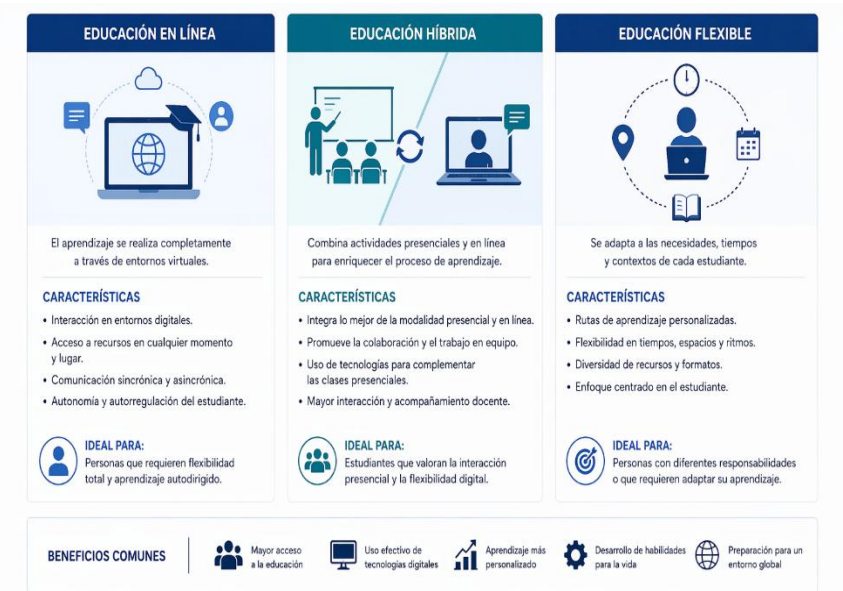 EDUCACIÓN EN LÍNEA
El aprendizaje se realiza completamente
a través de entornos virtuales.
CARACTERÍSTICAS
• Interacción en entornos digitales.
• Acceso a recursos en cualquier momento
y lugar.
• Comunicación sincrónica y asincrónica.
• Autonomía y autorregulación del estudiante.
IDEAL PARA:
Personas que requieren flexibilidad
total y aprendizaje autodirigido.
EDUCACIÓN HÍBRIDA
Combina actividades presenciales y en línea
para enriquecer el proceso de aprendizaje.
CARACTERÍSTICAS
• Integra lo mejor de la modalidad presencial y en línea.
• Promueve la colaboración y el trabajo en equipo.
• Uso de tecnologías para complementar
las clases presenciales.
• Mayor interacción y acompañamiento docente.
IDEAL PARA:
Estudiantes que valoran la interacción
presencial y la flexibilidad digital.
EDUCACIÓN FLEXIBLE
Se adapta a las necesidades, tiempos
y contextos de cada estudiante.
CARACTERÍSTICAS
• Rutas de aprendizaje personalizadas.
• Flexibilidad en tiempos, espacios y ritmos.
• Diversidad de recursos y formatos.
• Enfoque centrado en el estudiante.
IDEAL PARA:
Personas con diferentes responsabilidades
o que requieren adaptar su aprendizaje.
BENEFICIOS COMUNES
Mayor acceso
a la educación
Uso efectivo de
tecnologías digitales
Aprendizaje más
personalizado
Desarrollo de habilidades
para la vida
Preparación para un
entorno global